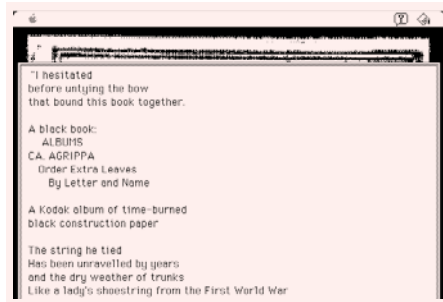 "I hesitated
before untying the bow
that bound this book together.
A black book:
ALBUMS
CA. AGRIPPA
Order Extra Leaves
By Letter and Name
A Kodak album of time-burned
black construction paper
The string he tied
Has been unravelled by years
and the dry weather of trunks
Like a lady's shoestring from the First World War